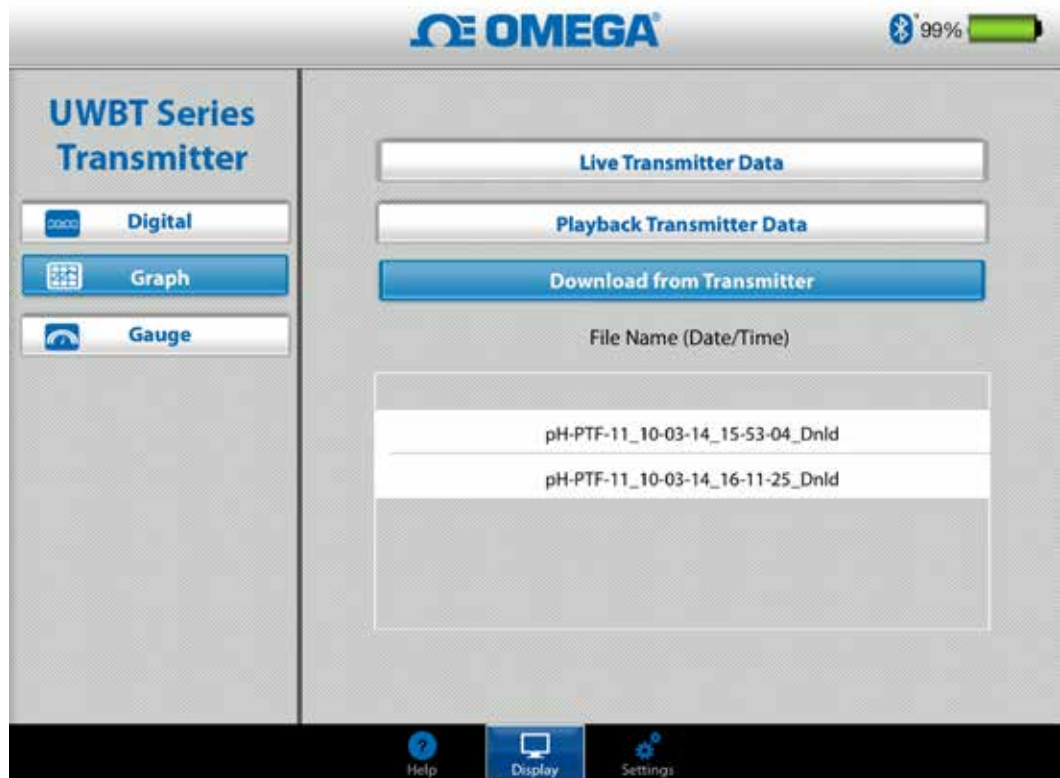 OMEGA
99%
UWBT Series
Transmitter
Digital
Graph
Gauge
Live Transmitter Data
Playback Transmitter Data
Download from Transmitter
File Name (Date/Time)
pH-PTF-11_10-03-14_15-53-04_Dnld
pH-PTF-11_10-03-14_16-11-25_Dnld
Help
Display
Settings